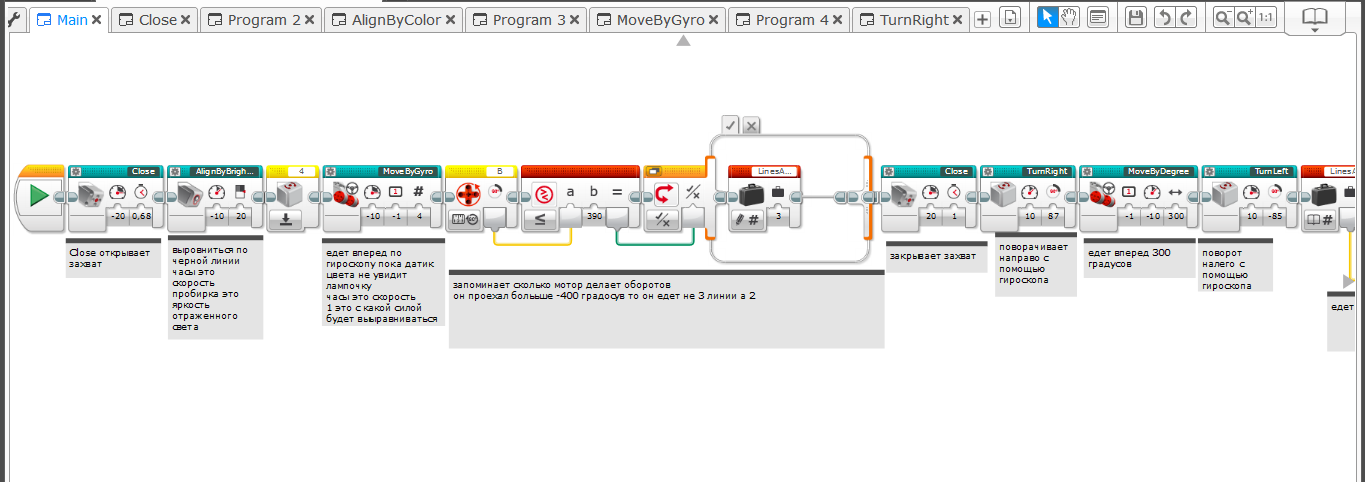 Main Close Program 2 AlignByColor Program 3 MoveByGyro Program 4 TurnRight 1:1
Close AlignByBrigh... 4 MoveByGyro B LinesA... Close TurnRight MoveByDegree TurnLeft LinesA
a b =
-20 0,68 -10 20 -10 -1 4 ≤ 390 3 20 1 10 87 -1 -10 300 10 -85
Close открывает
захват
выровниться по
черной линии
часы это
скорость
пробирка это
яркость
отраженного
света
едет вперед по
гироскопу пока датик
цвета не увидит
лампочку
часы это скорость
1 это с какой силой
будет выыравниваться
запоминает сколько мотор делает оборотов
он проехал больше -400 градосув то он едет не 3 линии а 2
закрывает захват
поворачивает
направо с
помощью
гироскопа
едет вперед 300
градусов
поворот
налего с
помощью
гироскопа
едет